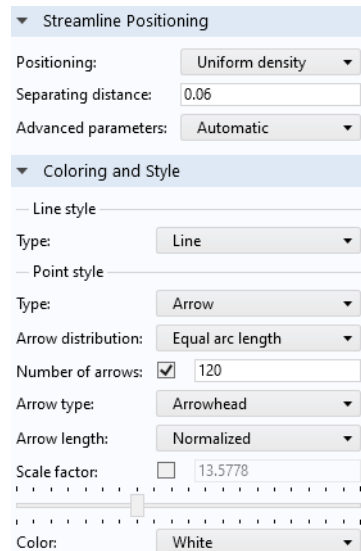 Streamline Positioning
Positioning: Uniform density
Separating distance: 0.06
Advanced parameters: Automatic
Coloring and Style
Line style
Type: Line
Point style
Type: Arrow
Arrow distribution: Equal arc length
Number of arrows: 120
Arrow type: Arrowhead
Arrow length: Normalized
Scale factor: 13.5778
Color: White